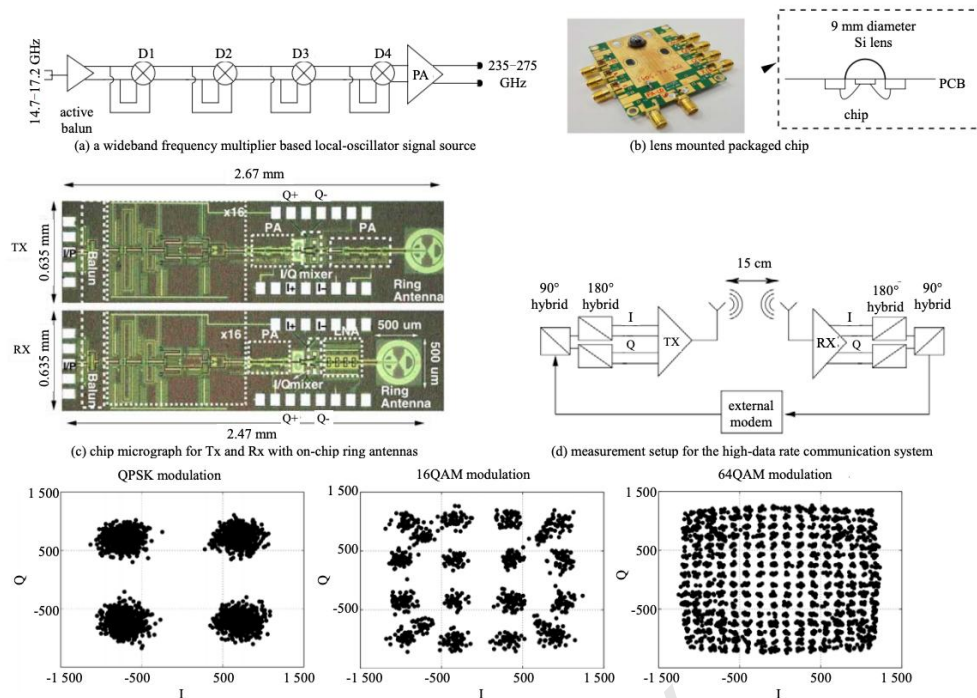 14.7–17.2 GHz
active
balun
D1
D2
D3
D4
PA
235–275
GHz
(a) a wideband frequency multiplier based local-oscillator signal source
9 mm diameter
Si lens
PCB
chip
(b) lens mounted packaged chip
2.67 mm
Q+ Q-
TX
0.635 mm
I/P
Balun
x16
PA
PA
I/Q mixer
I+ I-
Ring
Antenna
RX
0.635 mm
I/P
Balun
x16
PA
I+ I-
LNA
500 um
500 um
I/Qmixer
Ring
Antenna
Q+ Q-
2.47 mm
(c) chip micrograph for Tx and Rx with on-chip ring antennas
15 cm
90° 180°
hybrid hybrid
I
Q
TX
RX
I
Q
180° 90°
hybrid hybrid
external
modem
(d) measurement setup for the high-data rate communication system
QPSK modulation
1 500
500
-500
Q
-1 500 -500 500 1 500
I
16QAM modulation
1 500
500
-500
Q
-1 500 -500 500 1 500
I
64QAM modulation
1 500
500
-500
Q
-1 500 -500 500 1 500
I